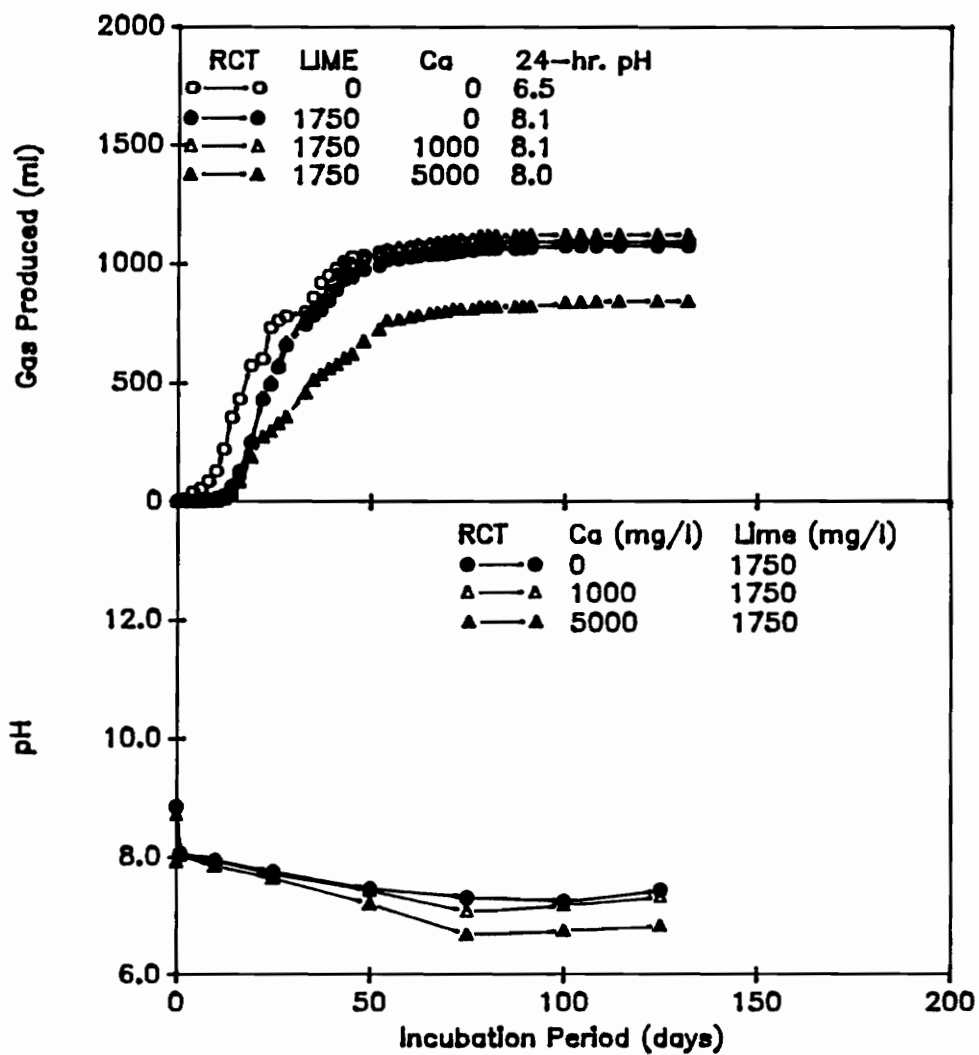 2000
RCT LIME Ca 24-hr. pH
0 0 6.5
1750 0 8.1
1750 1000 8.1
1750 5000 8.0
1500
1000
500
0
Gas Produced (ml)
RCT Ca (mg/l) Lime (mg/l)
0 1750
1000 1750
5000 1750
12.0
10.0
8.0
6.0
pH
0 50 100 150 200
Incubation Period (days)